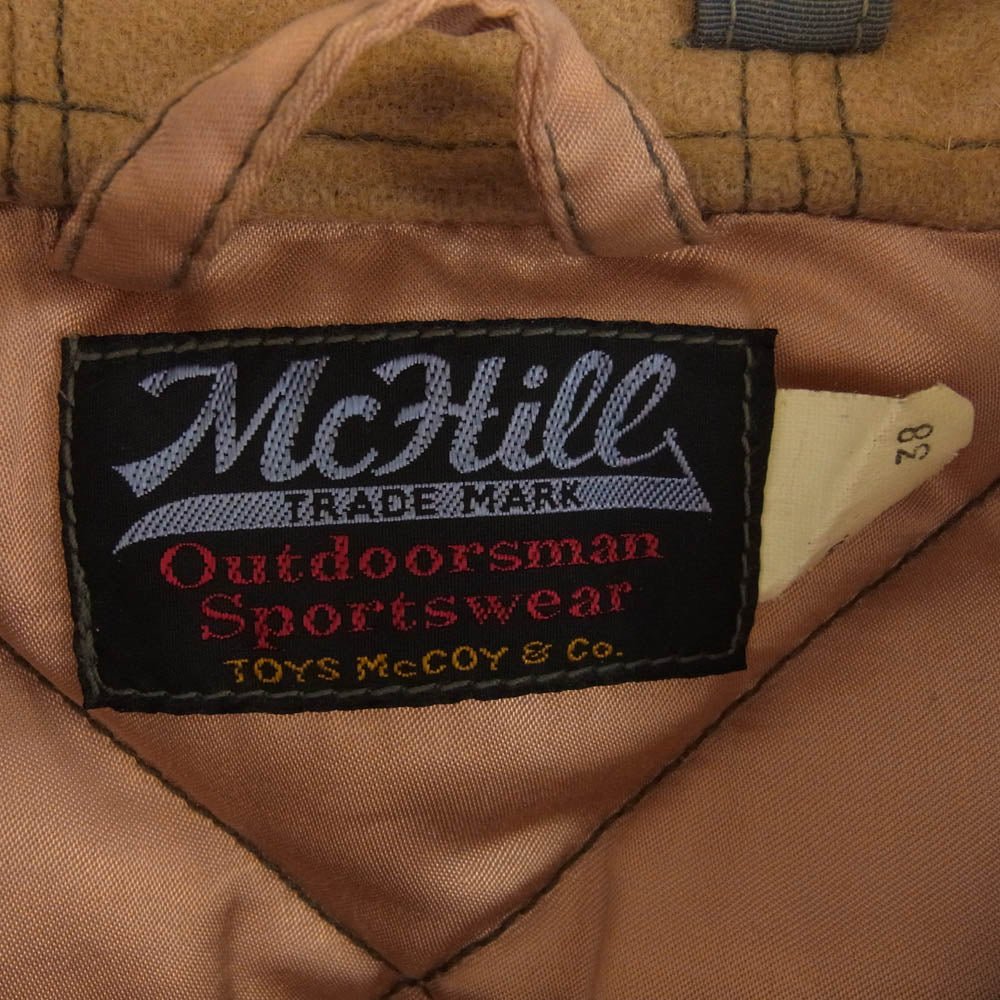 McHill
TRADE MARK
Outdoorsman
Sportswear
TOYS McCOY & Co.
38